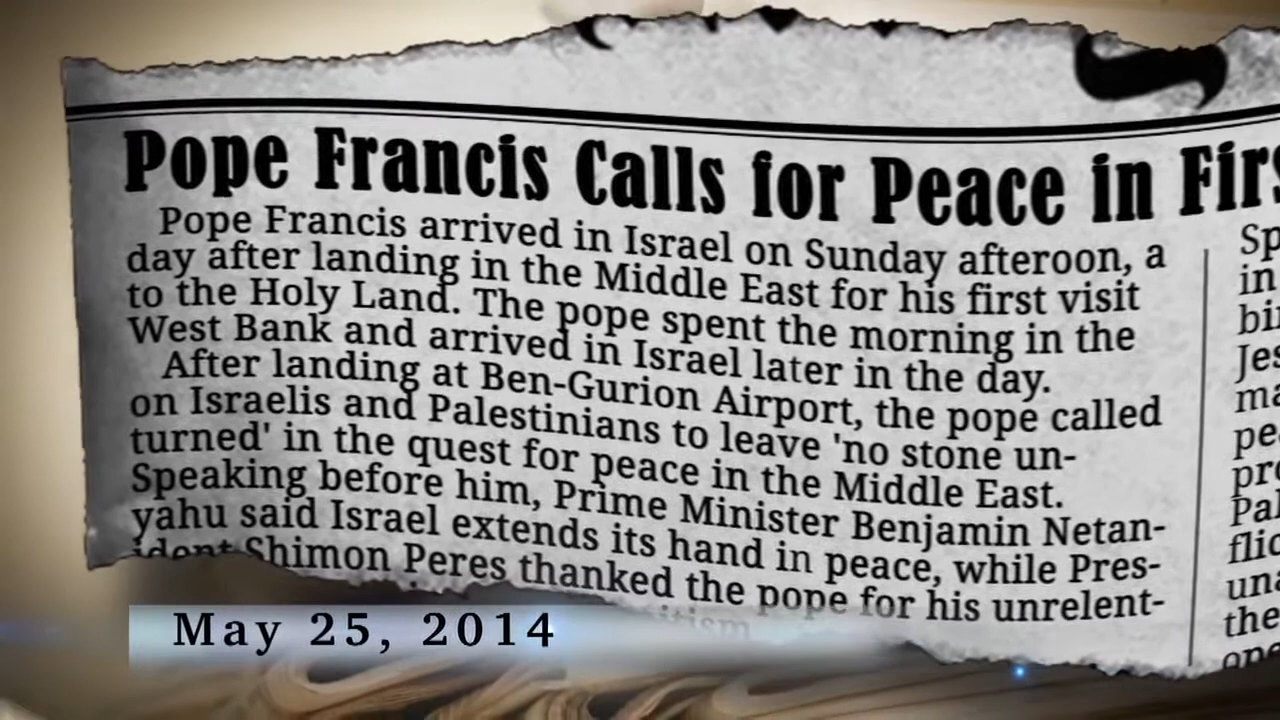 Pope Francis Calls for Peace in Firs
Pope Francis arrived in Israel on Sunday afteroon, a
day after landing in the Middle East for his first visit
to the Holy Land. The pope spent the morning in the
West Bank and arrived in Israel later in the day.
After landing at Ben-Gurion Airport, the pope called
on Israelis and Palestinians to leave 'no stone un-
turned' in the quest for peace in the Middle East.
Speaking before him, Prime Minister Benjamin Netan-
yahu said Israel extends its hand in peace, while Pres-
ident Shimon Peres thanked the pope for his unrelent-
itism
Sp
in
bi
Jes
ma
pe
pro
Pal
flic
una
the
one
May 25, 2014